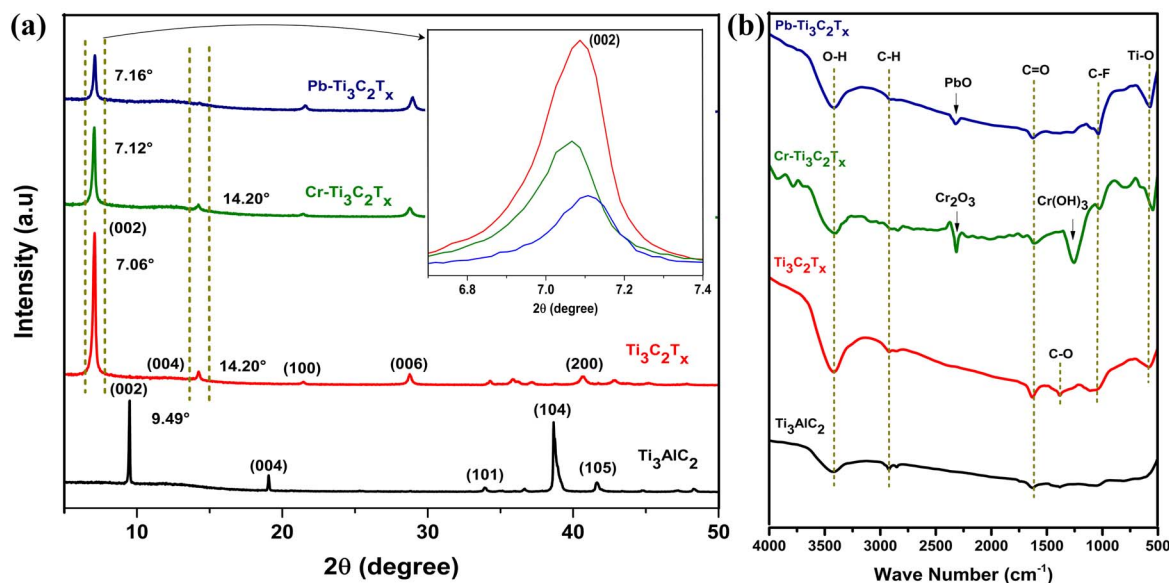 (a)
Intensity (a.u)
7.16°
Pb-Ti₃C₂Tₓ
7.12°
14.20°
Cr-Ti₃C₂Tₓ
(002)
7.06°
(004)
14.20°
(100)
(006)
(200)
Ti₃C₂Tₓ
(002)
9.49°
(004)
(101)
(104)
(105)
Ti₃AlC₂
10 20 30 40 50
2θ (degree)
(002)
6.8 7.0 7.2 7.4
2θ (degree)
(b)
Pb-Ti₃C₂Tₓ
O-H
C-H
PbO
C=O
C-F
Ti-O
Cr-Ti₃C₂Tₓ
Cr₂O₃
Cr(OH)₃
Ti₃C₂Tₓ
C-O
Ti₃AlC₂
4000 3500 3000 2500 2000 1500 1000 500
Wave Number (cm⁻¹)